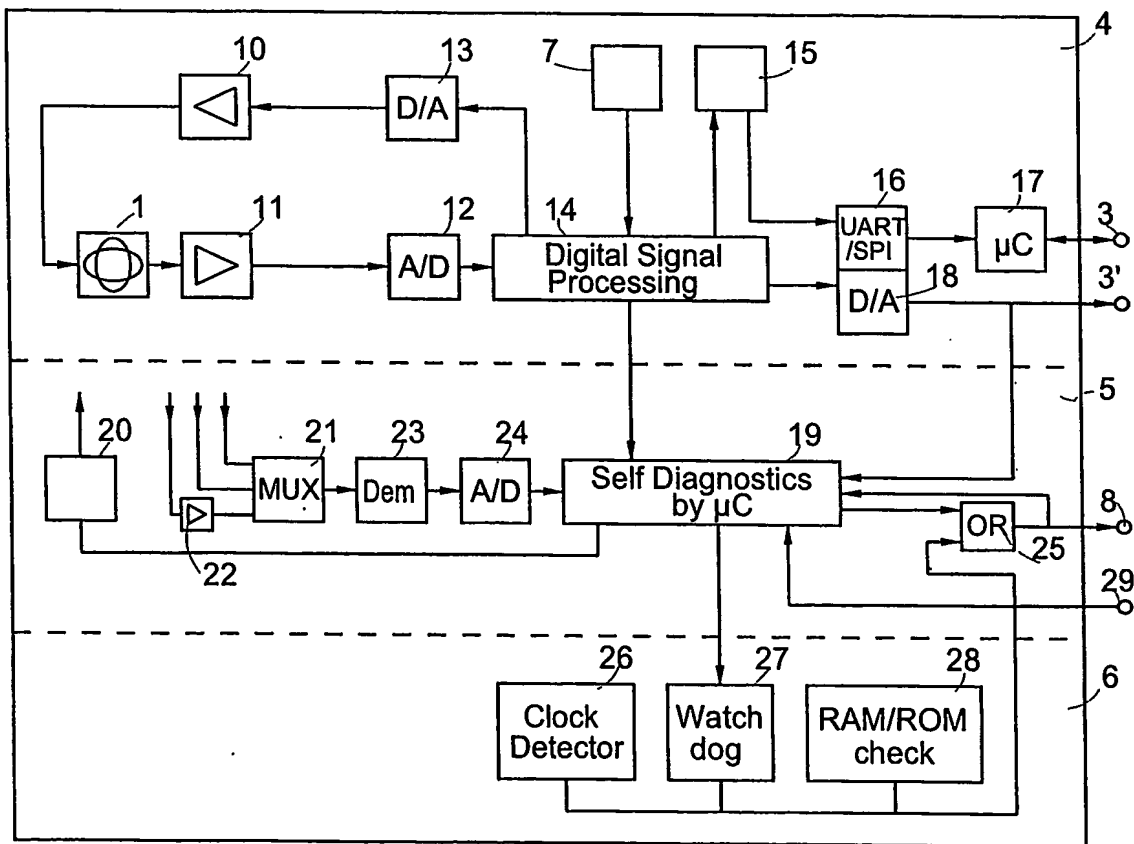 4
10
13
7
15
D/A
16
17
1
11
12
14
UART
/SPI
3
A/D
Digital Signal
Processing
µC
18
3'
D/A
5
20
21
23
24
19
MUX
Dem
A/D
Self Diagnostics
by µC
8
OR
22
25
29
26
27
28
6
Clock
Detector
Watch
dog
RAM/ROM
check